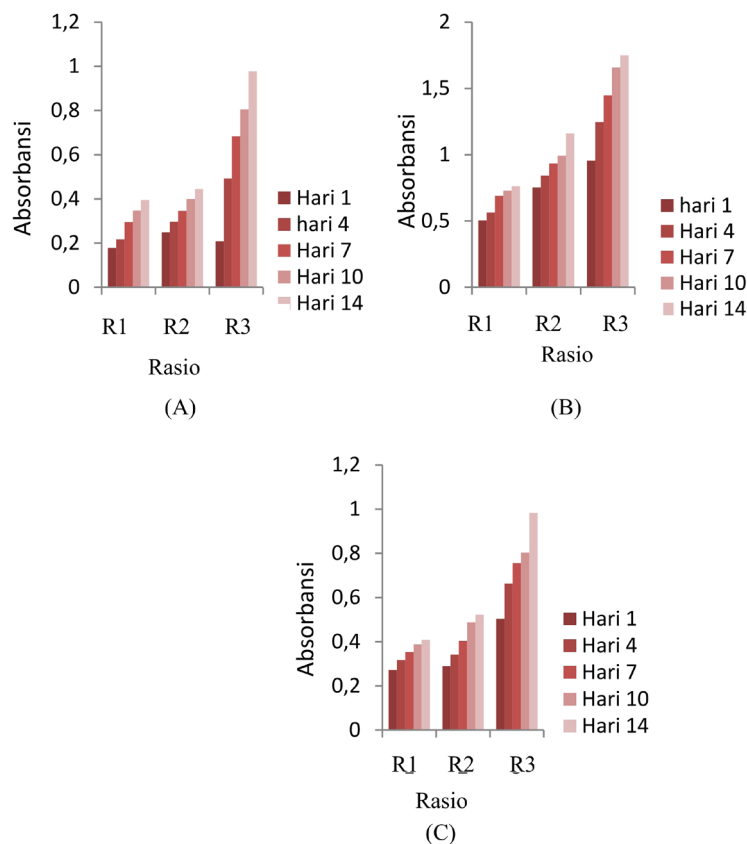 1,2
1
0,8
0,6
0,4
0,2
0
Absorbansi
R1 R2 R3
Rasio
Hari 1
hari 4
Hari 7
Hari 10
Hari 14
(A)
2
1,5
1
0,5
0
Absorbansi
R1 R2 R3
Rasio
hari 1
Hari 4
Hari 7
Hari 10
Hari 14
(B)
1,2
1
0,8
0,6
0,4
0,2
0
Absorbansi
R1 R2 R3
Rasio
Hari 1
Hari 4
Hari 7
Hari 10
Hari 14
(C)